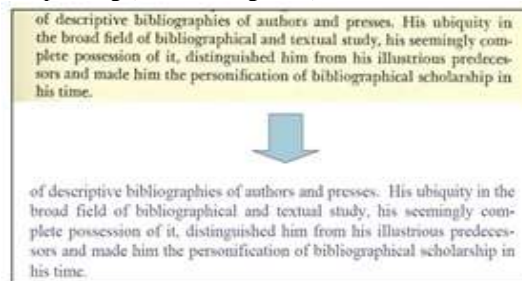 of descriptive bibliographies of authors and presses. His ubiquity in
the broad field of bibliographical and textual study, his seemingly com-
plete possession of it, distinguished him from his illustrious predeces-
sors and made him the personification of bibliographical scholarship in
his time.
of descriptive bibliographies of authors and presses. His ubiquity in the
broad field of bibliographical and textual study, his seemingly com-
plete possession of it, distinguished him from his illustrious predeces-
sors and made him the personification of bibliographical scholarship in
his time.